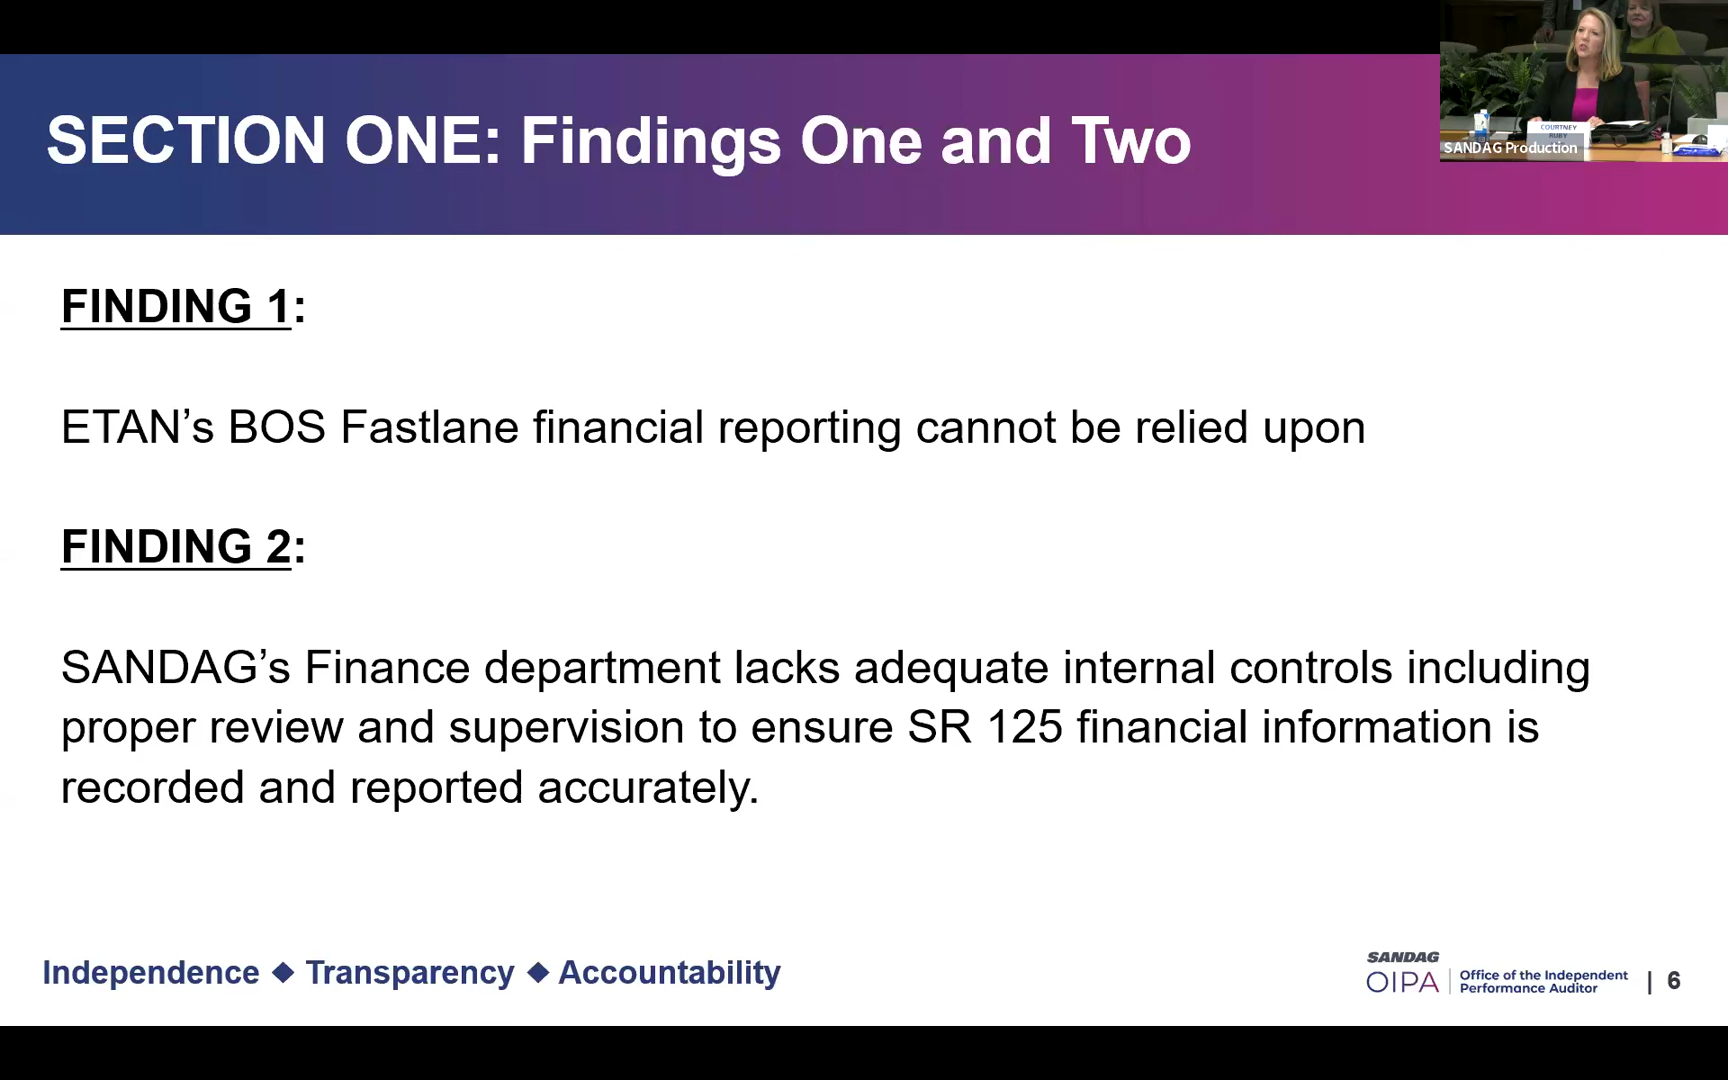 SECTION ONE: Findings One and Two
COURTNEY
RUBY
SANDAG Production
FINDING 1:
ETAN’s BOS Fastlane financial reporting cannot be relied upon
FINDING 2:
SANDAG’s Finance department lacks adequate internal controls including
proper review and supervision to ensure SR 125 financial information is
recorded and reported accurately.
Independence ◆ Transparency ◆ Accountability
SANDAG
OIPA | Office of the Independent
Performance Auditor | 6